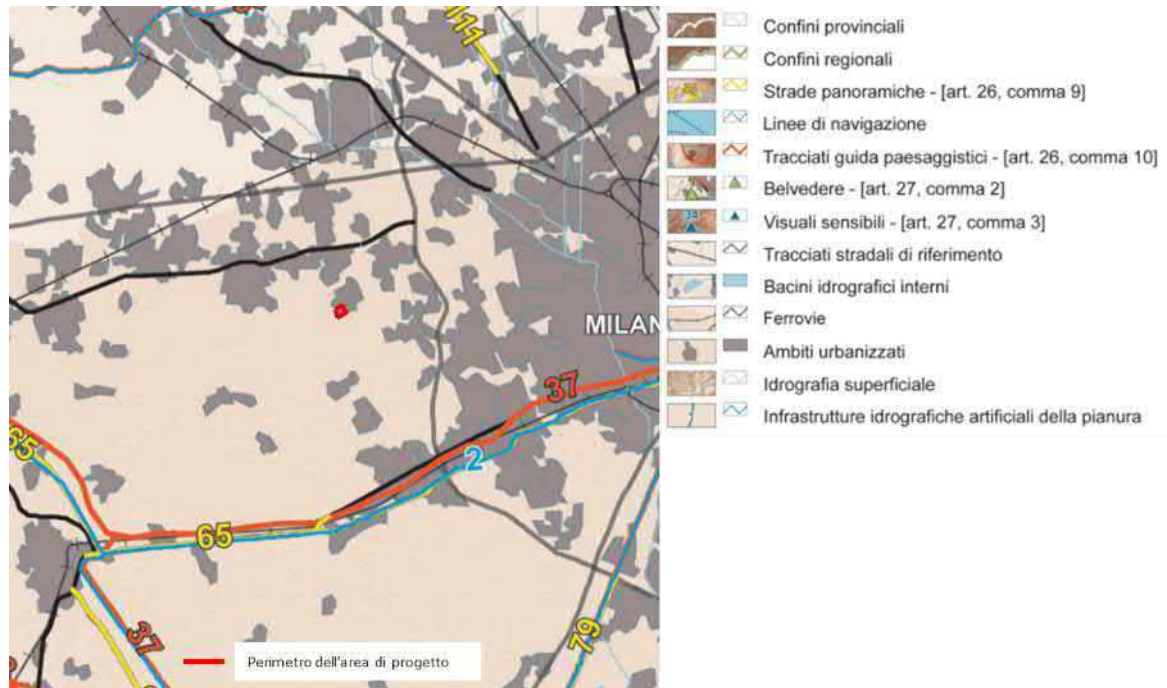 111
MILAN
37
2
65
65
37
79
Perimetro dell'area di progetto
Confini provinciali
Confini regionali
Strade panoramiche - [art. 26, comma 9]
Linee di navigazione
Tracciati guida paesaggistici - [art. 26, comma 10]
Belvedere - [art. 27, comma 2]
Visuali sensibili - [art. 27, comma 3]
Tracciati stradali di riferimento
Bacini idrografici interni
Ferrovie
Ambiti urbanizzati
Idrografia superficiale
Infrastrutture idrografiche artificiali della pianura